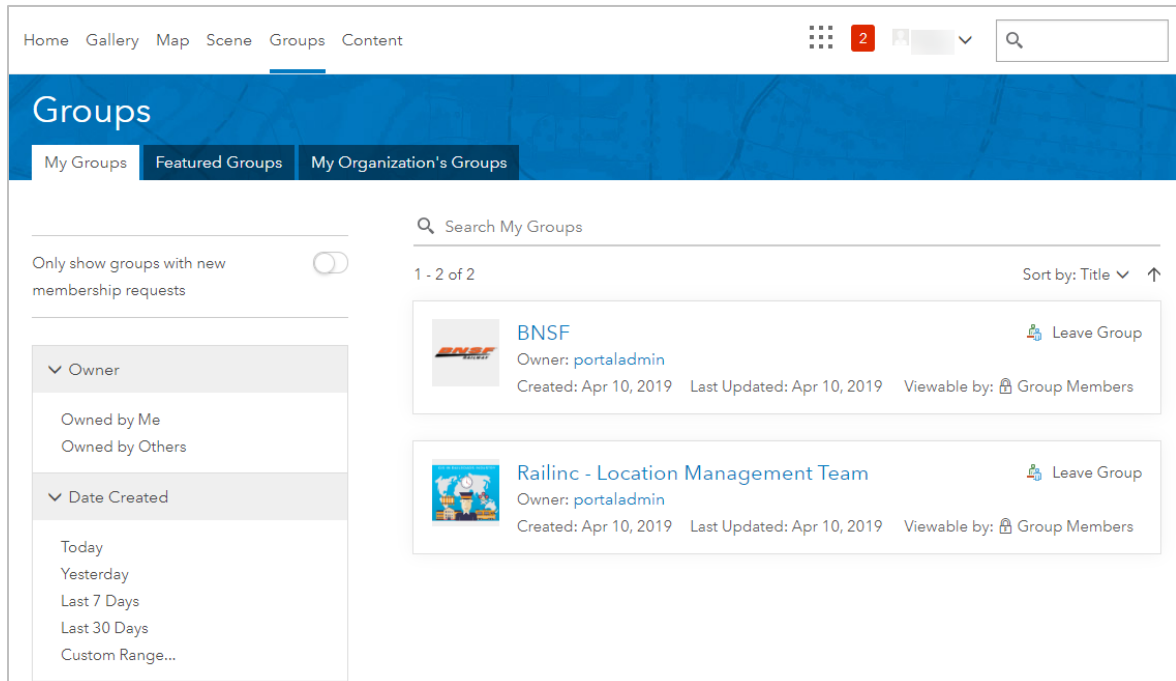 Home Gallery Map Scene Groups Content
2
Groups
My Groups Featured Groups My Organization's Groups
Search My Groups
Only show groups with new
membership requests
1 - 2 of 2 Sort by: Title
BNSF Leave Group
Owner: portaladmin
Created: Apr 10, 2019 Last Updated: Apr 10, 2019 Viewable by: Group Members
BNSF
RAILWAY
Railinc - Location Management Team Leave Group
Owner: portaladmin
Created: Apr 10, 2019 Last Updated: Apr 10, 2019 Viewable by: Group Members
Owner
Owned by Me
Owned by Others
Date Created
Today
Yesterday
Last 7 Days
Last 30 Days
Custom Range...